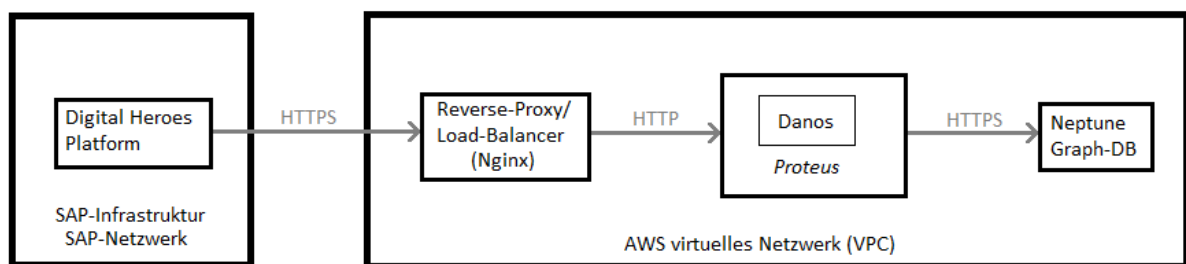 Digital Heroes
Platform
SAP-Infrastruktur
SAP-Netzwerk
HTTPS
Reverse-Proxy/
Load-Balancer
(Nginx)
HTTP
Danos
Proteus
HTTPS
Neptune
Graph-DB
AWS virtuelles Netzwerk (VPC)